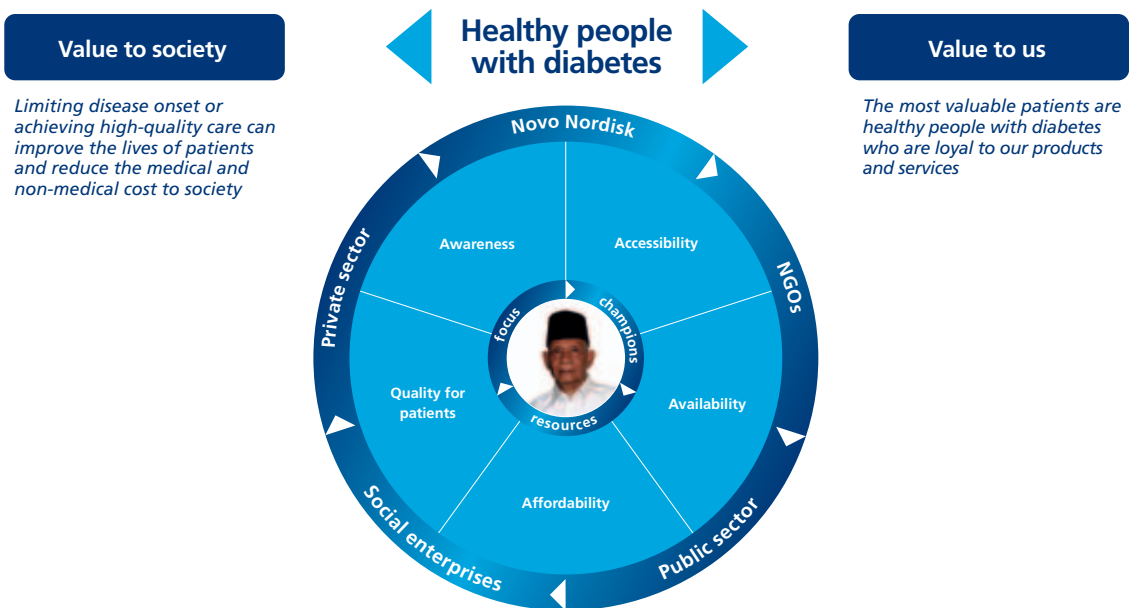 Value to society
Limiting disease onset or
achieving high-quality care can
improve the lives of patients
and reduce the medical and
non-medical cost to society
Healthy people
with diabetes
Value to us
The most valuable patients are
healthy people with diabetes
who are loyal to our products
and services
Novo Nordisk
NGOs
Public sector
Social enterprises
Private sector
Awareness
Accessibility
Availability
Affordability
Quality for
patients
focus
champions
resources